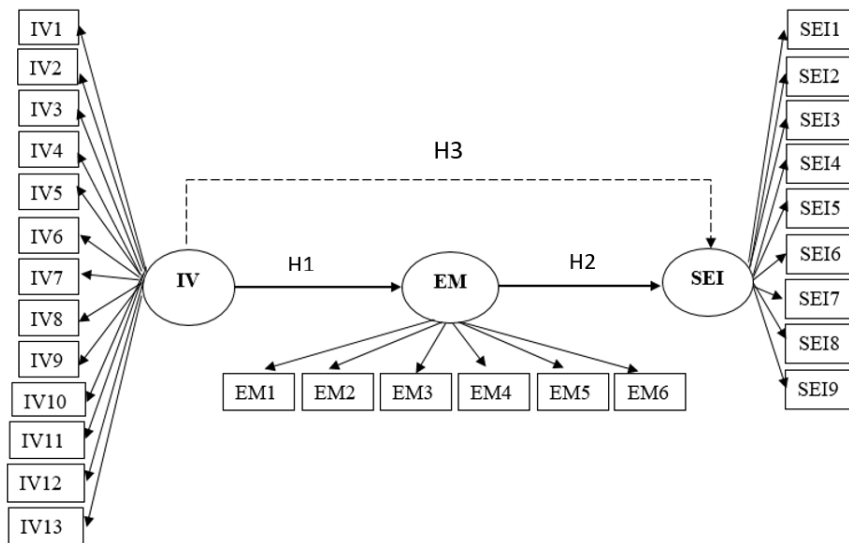 IV1
IV2
IV3
IV4
IV5
IV6
IV7
IV8
IV9
IV10
IV11
IV12
IV13
H3
IV
H1
EM
H2
SEI
EM1
EM2
EM3
EM4
EM5
EM6
SEI1
SEI2
SEI3
SEI4
SEI5
SEI6
SEI7
SEI8
SEI9